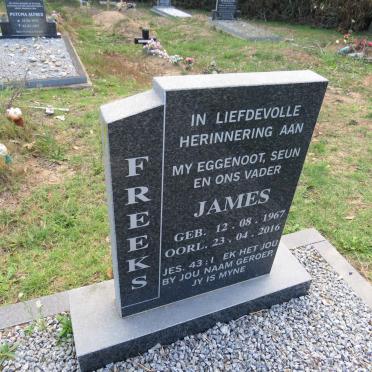 FREEKS
IN LIEFDEVOLLE
HERINNERING AAN
MY EGGENOOT, SEUN
EN ONS VADER
JAMES
GEB. 12. 08. 1967
OORL. 23. 04. 2016
JES. 43:1 EK HET JOU
BY JOU NAAM GEROEP,
JY IS MYNE